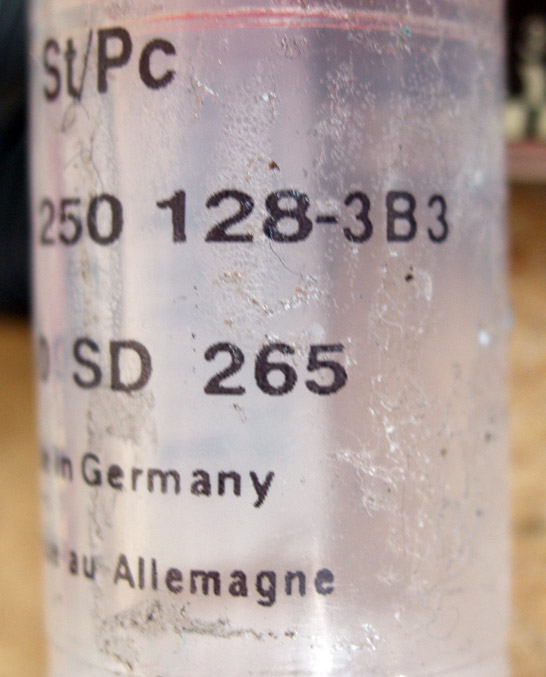 St/Pc
250 128-3B3
SD 265
in Germany
au Allemagne